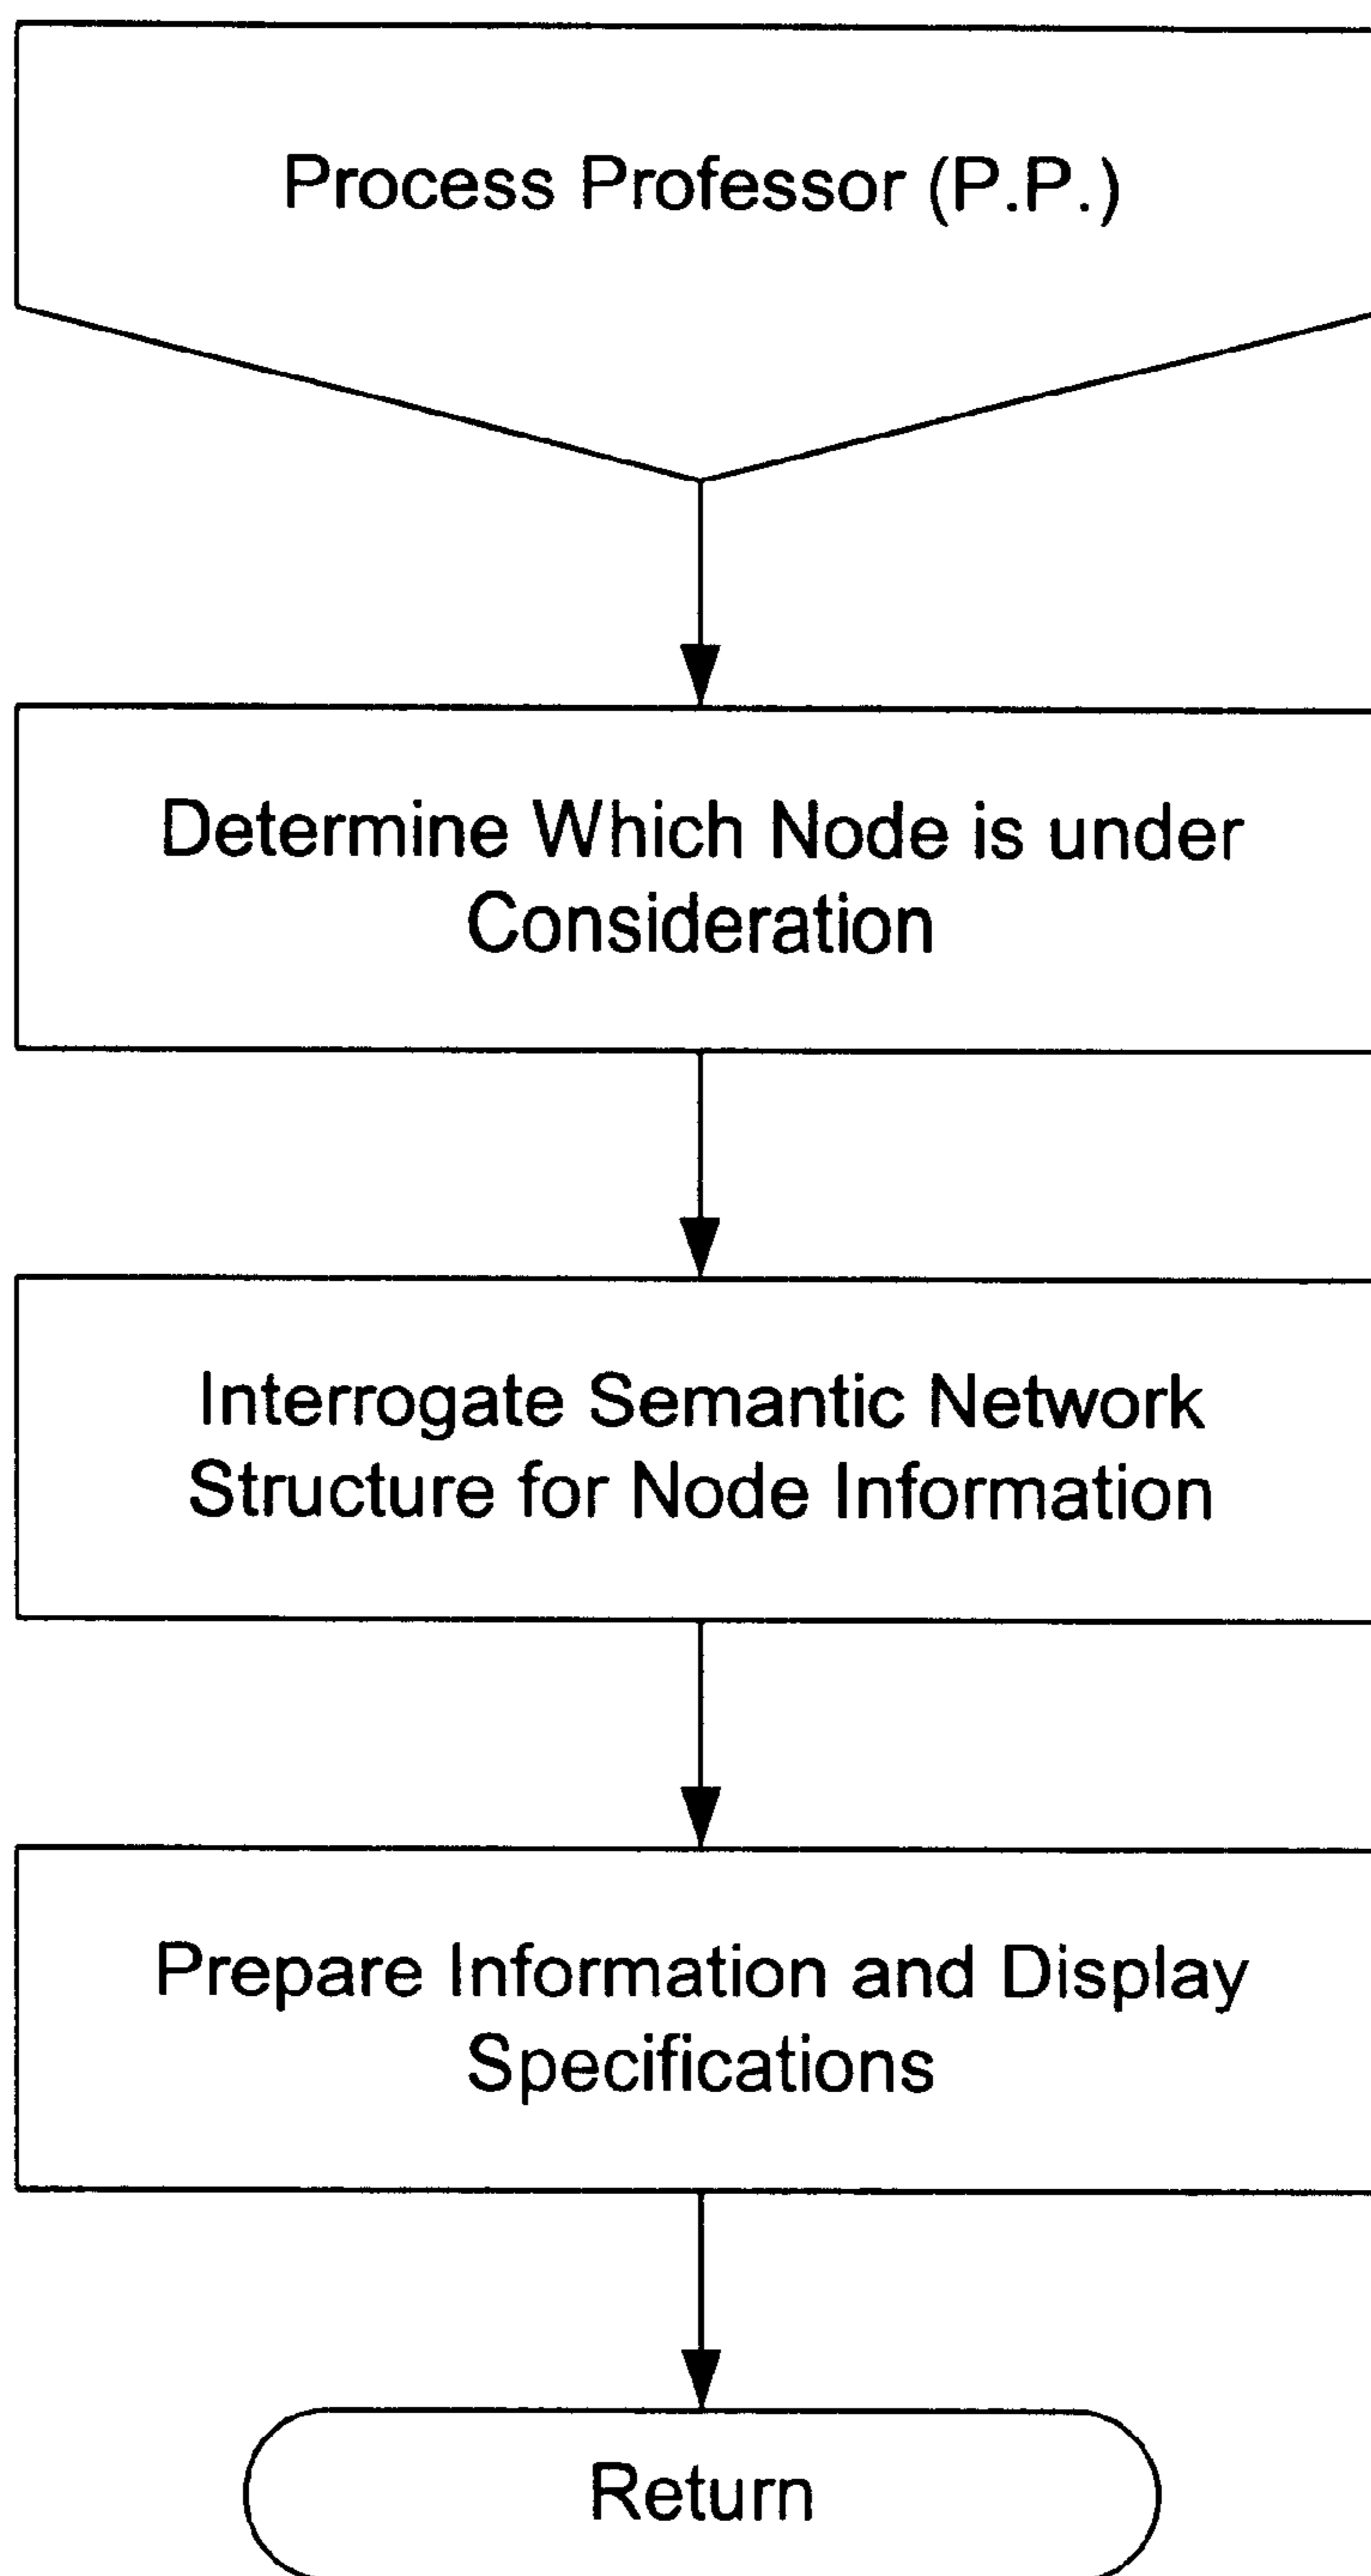 Process Professor (P.P.)
Determine Which Node is under
Consideration
Interrogate Semantic Network
Structure for Node Information
Prepare Information and Display
Specifications
Return